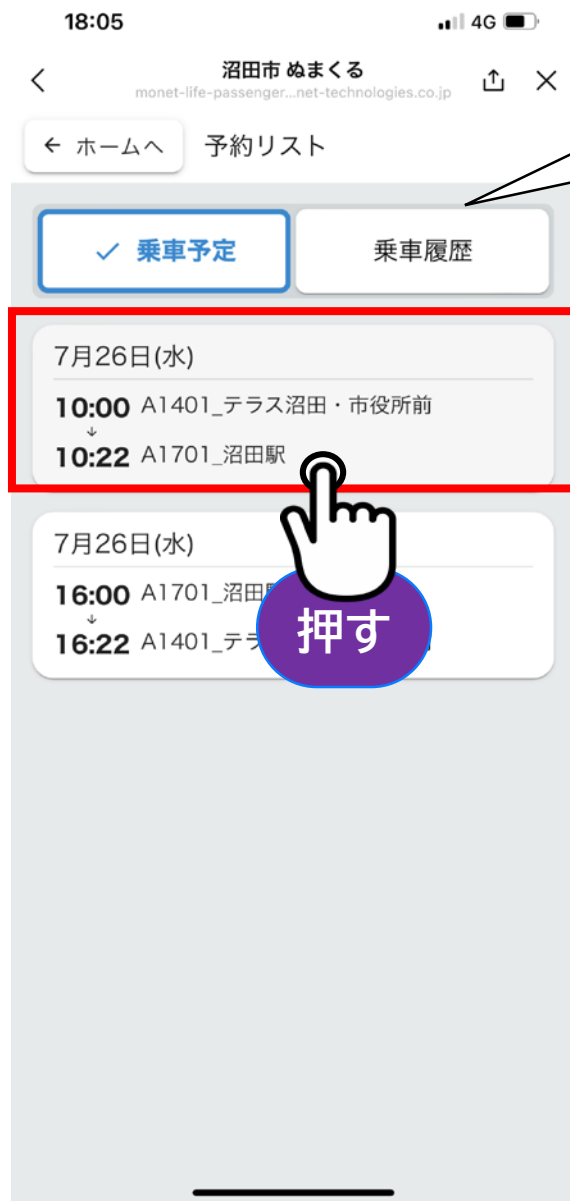 18:05
4G
沼田市 ぬまくる
monet-life-passenger...net-technologies.co.jp
← ホームへ 予約リスト
✓ 乗車予定 乗車履歴
7月26日(水)
10:00 A1401_テラス沼田・市役所前
↓
10:22 A1701_沼田駅
7月26日(水)
16:00 A1701_沼田
↓
16:22 A1401_テラ
押す